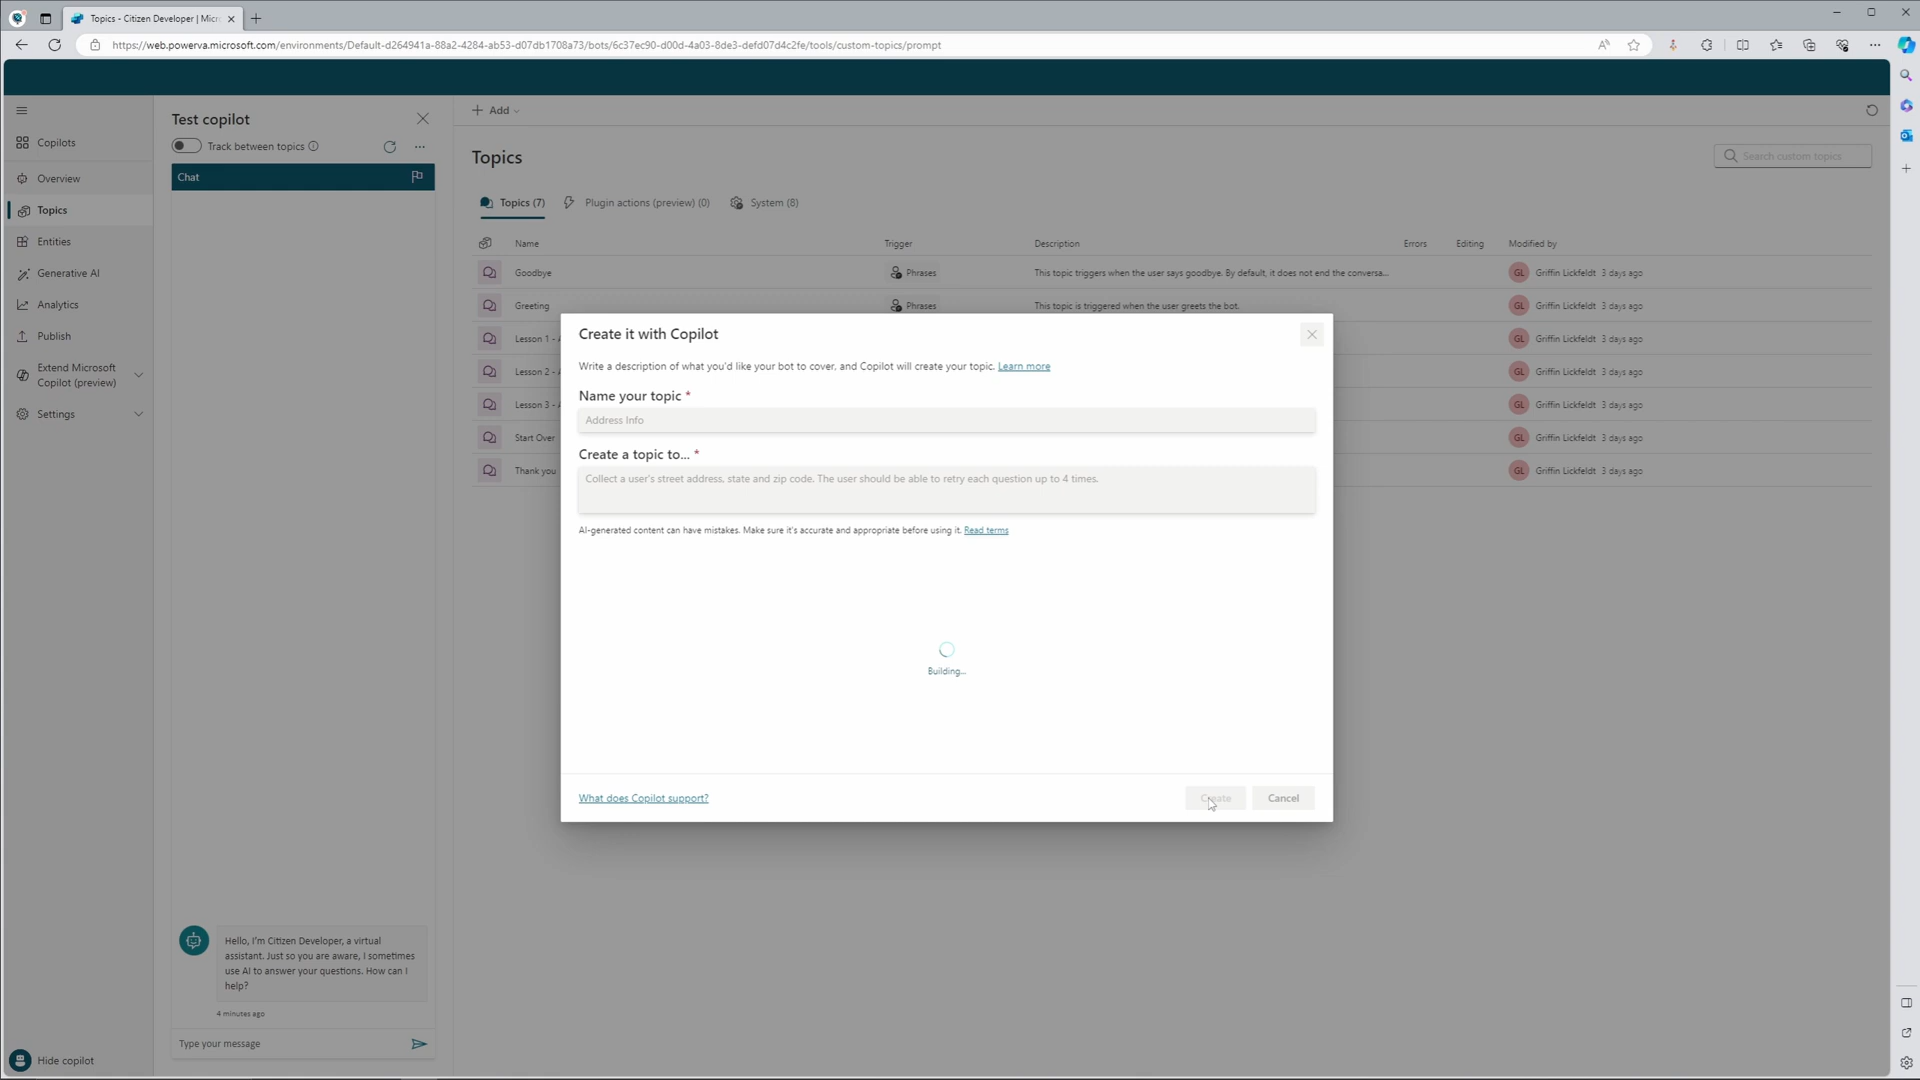 Topics - Citizen Developer | Micr
https://web.powerva.microsoft.com/environments/Default-d264941a-88a2-4284-ab53-d07db1708a73/bots/6c37ec90-d00d-4a03-8de3-defd07d4c2fe/tools/custom-topics/prompt
Copilots
Overview
Topics
Entities
Generative AI
Analytics
Publish
Extend Microsoft
Copilot (preview)
Settings
Hide copilot
Test copilot
Track between topics
Chat
Hello, I'm Citizen Developer, a virtual
assistant. Just so you are aware, I sometimes
use AI to answer your questions. How can I
help?
4 minutes ago
Type your message
Add
Topics
Search custom topics
Topics (7)
Plugin actions (preview) (0)
System (8)
Name Trigger Description Errors Editing Modified by
Goodbye Phrases This topic triggers when the user says goodbye. By default, it does not end the conversa... GL Griffin Lickfeldt 3 days ago
Greeting Phrases This topic is triggered when the user greets the bot. GL Griffin Lickfeldt 3 days ago
Lesson 1 - A GL Griffin Lickfeldt 3 days ago
Lesson 2 - A GL Griffin Lickfeldt 3 days ago
Lesson 3 - A GL Griffin Lickfeldt 3 days ago
Start Over GL Griffin Lickfeldt 3 days ago
Thank you GL Griffin Lickfeldt 3 days ago
Create it with Copilot
Write a description of what you'd like your bot to cover, and Copilot will create your topic. Learn more
Name your topic *
Address Info
Create a topic to... *
Collect a user's street address, state and zip code. The user should be able to retry each question up to 4 times.
AI-generated content can have mistakes. Make sure it's accurate and appropriate before using it. Read terms
Building...
What does Copilot support?
Create
Cancel